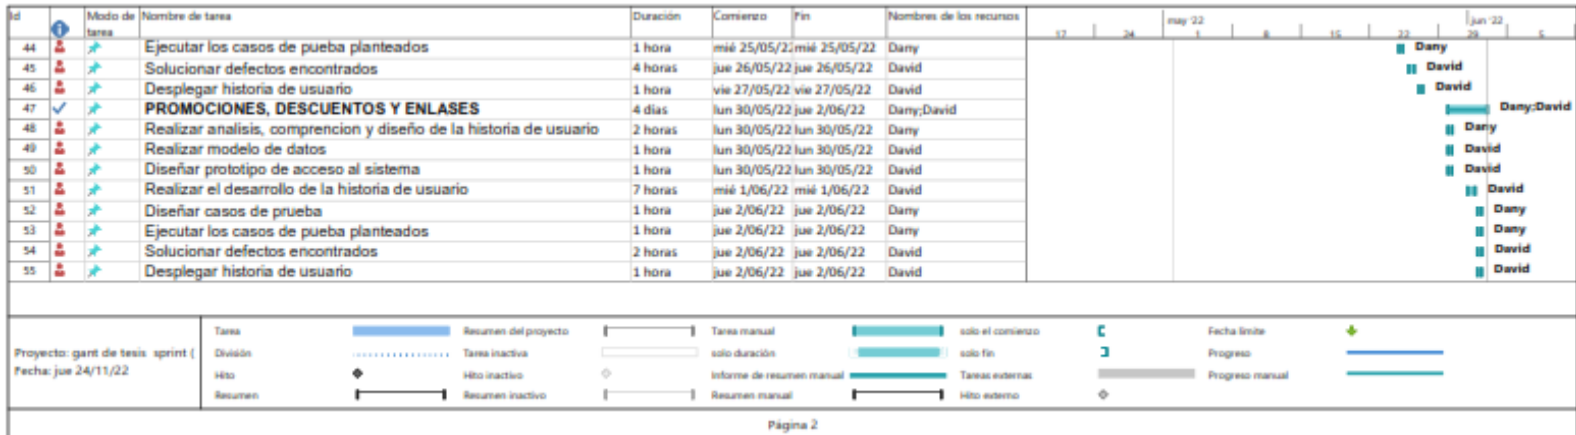 Id Modo de tarea Nombre de tarea Duración Comienzo Fin Nombres de los recursos may '22 jun '22
17 24 1 8 15 22 29 5
44 Ejecutar los casos de pueba planteados 1 hora mié 25/05/22 mié 25/05/22 Dany Dany
45 Solucionar defectos encontrados 4 horas jue 26/05/22 jue 26/05/22 David David
46 Desplegar historia de usuario 1 hora vie 27/05/22 vie 27/05/22 David David
47 PROMOCIONES, DESCUENTOS Y ENLASES 4 dias lun 30/05/22 jue 2/06/22 Dany;David Dany;David
48 Realizar analisis, comprencion y diseño de la historia de usuario 2 horas lun 30/05/22 lun 30/05/22 Dany Dany
49 Realizar modelo de datos 1 hora lun 30/05/22 lun 30/05/22 David David
50 Diseñar prototipo de acceso al sistema 1 hora lun 30/05/22 lun 30/05/22 David David
51 Realizar el desarrollo de la historia de usuario 7 horas mié 1/06/22 mié 1/06/22 David David
52 Diseñar casos de prueba 1 hora jue 2/06/22 jue 2/06/22 Dany Dany
53 Ejecutar los casos de pueba planteados 1 hora jue 2/06/22 jue 2/06/22 Dany Dany
54 Solucionar defectos encontrados 2 horas jue 2/06/22 jue 2/06/22 David David
55 Desplegar historia de usuario 1 hora jue 2/06/22 jue 2/06/22 David David
Proyecto: gant de tesis sprint (
Fecha: jue 24/11/22
Tarea Resumen del proyecto Tarea manual solo el comienzo Fecha límite
División Tarea inactiva solo duración solo fin Progreso
Hito Hito inactivo Informe de resumen manual Tareas externas Progreso manual
Resumen Resumen inactivo Resumen manual Hito externo
Página 2